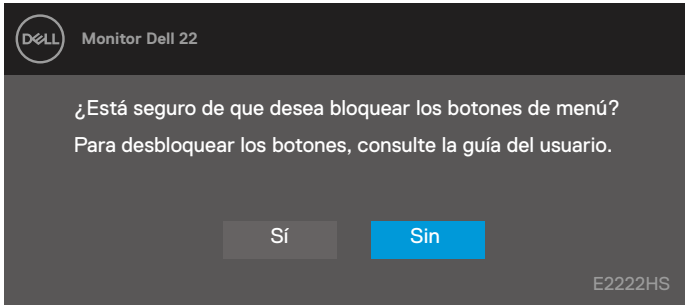 DELL
Monitor Dell 22
¿Está seguro de que desea bloquear los botones de menú?
Para desbloquear los botones, consulte la guía del usuario.
Sí
Sin
E2222HS